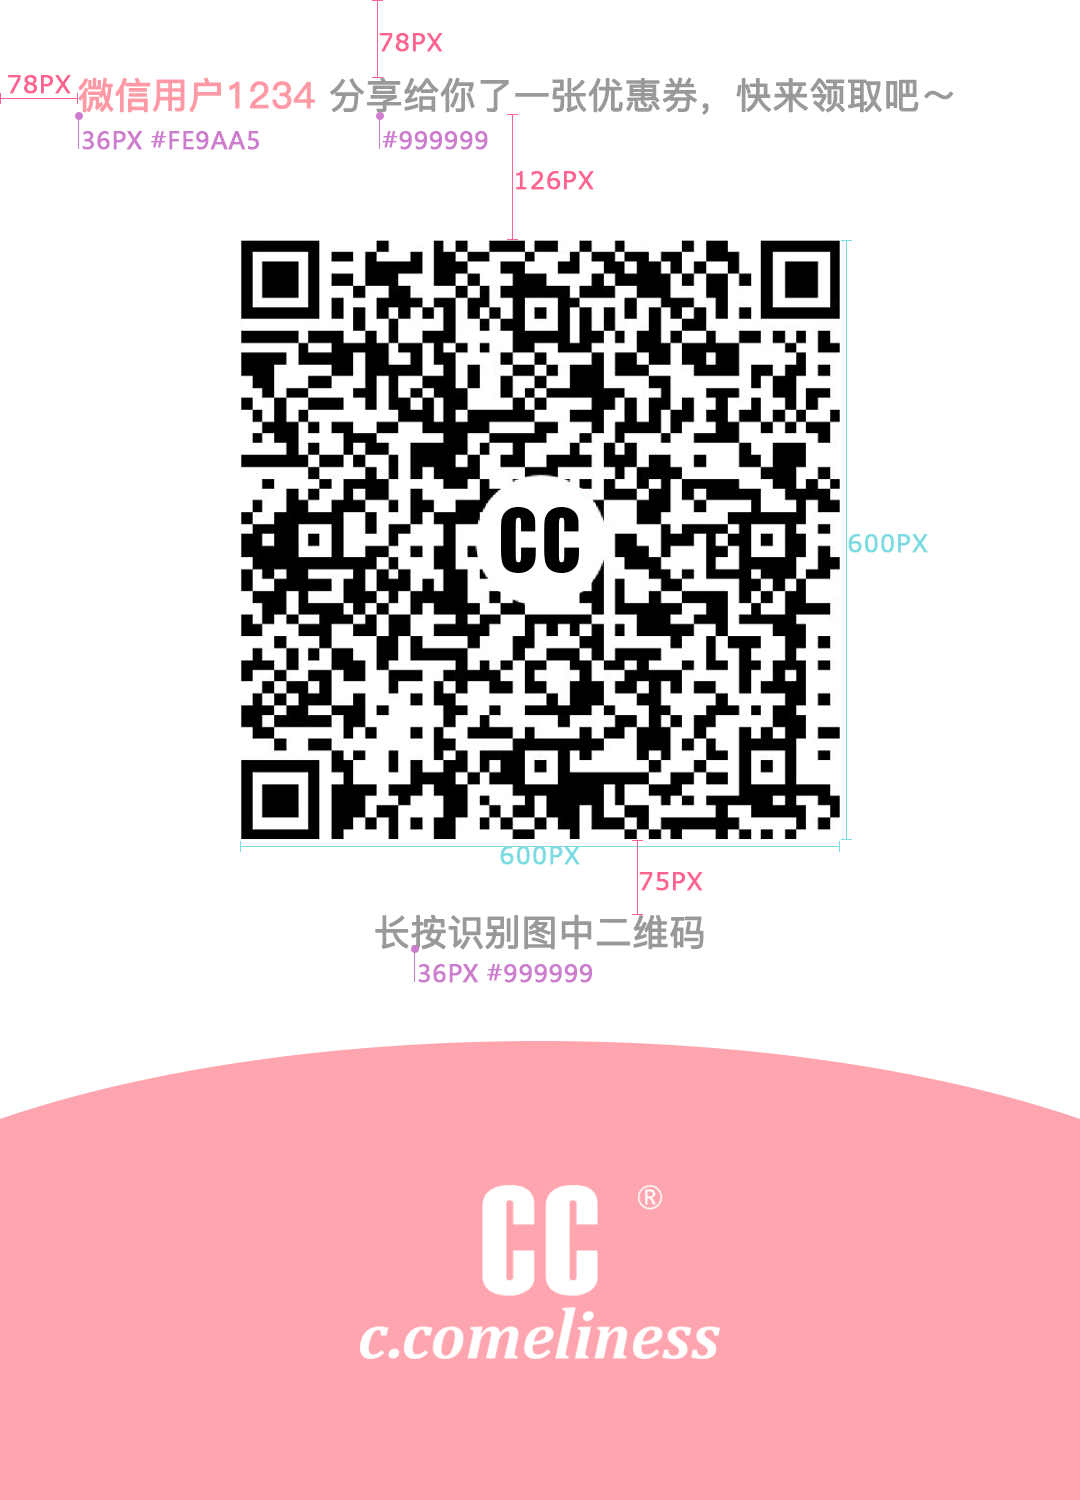 78PX
78PX
微信用户1234 分享给你了一张优惠券，快来领取吧～
36PX #FE9AA5
#999999
126PX
CC
600PX
600PX
75PX
长按识别图中二维码
36PX #999999
CC ®
c.comeliness